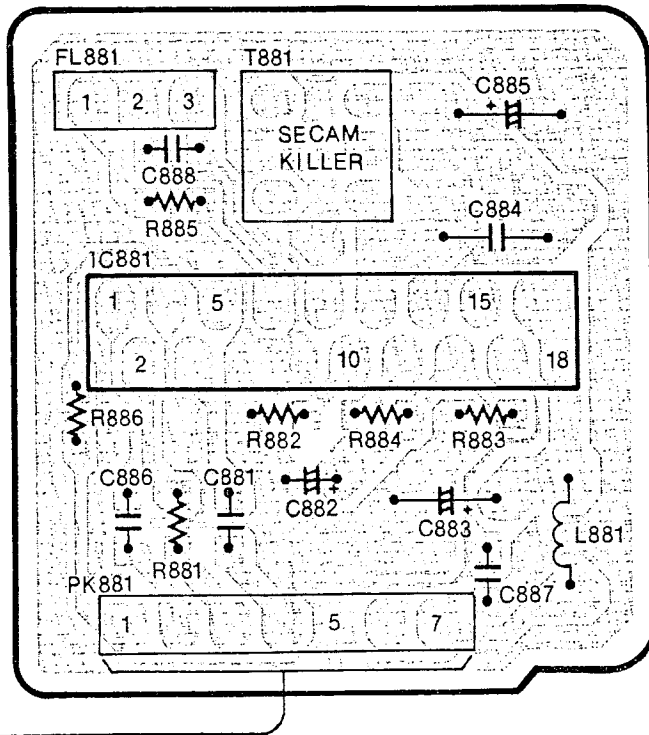 FL881
T881
C885
+
1 2 3
SECAM
KILLER
C888
R885
C884
IC881
1 5 15
2 10 18
R886
R882 R884 R883
C886 C881
C882 +
C883 +
L881
R881
C887
PK881
1 5 7